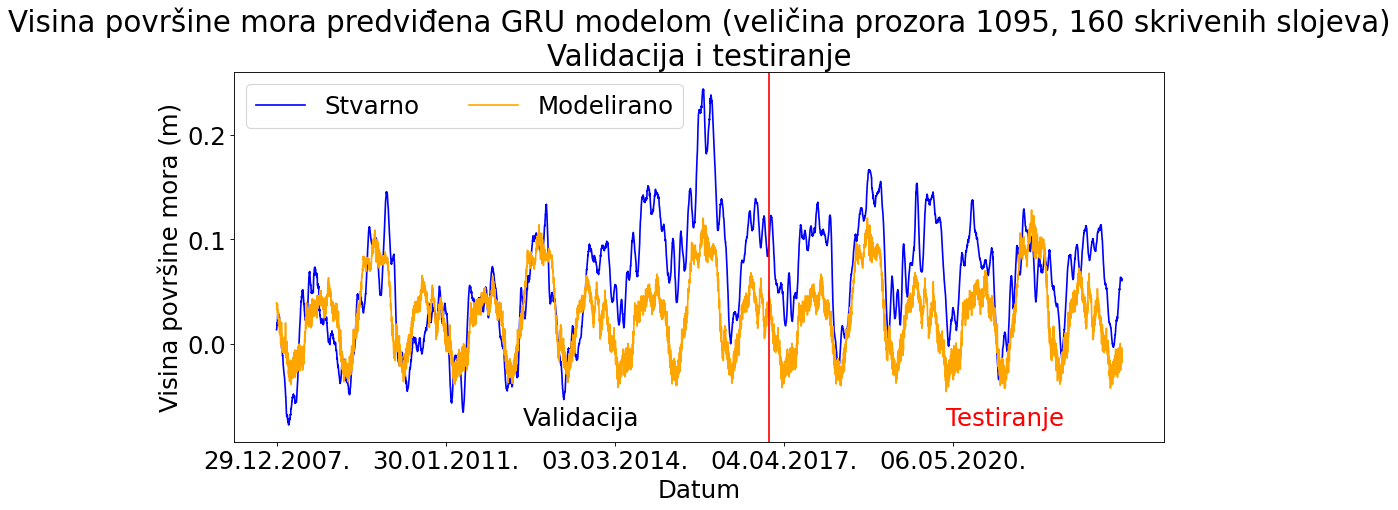 Visina površine mora predviđena GRU modelom (veličina prozora 1095, 160 skrivenih slojeva)
Validacija i testiranje
Stvarno Modelirano
Visina površine mora (m)
0.2
0.1
0.0
Validacija Testiranje
29.12.2007. 30.01.2011. 03.03.2014. 04.04.2017. 06.05.2020.
Datum